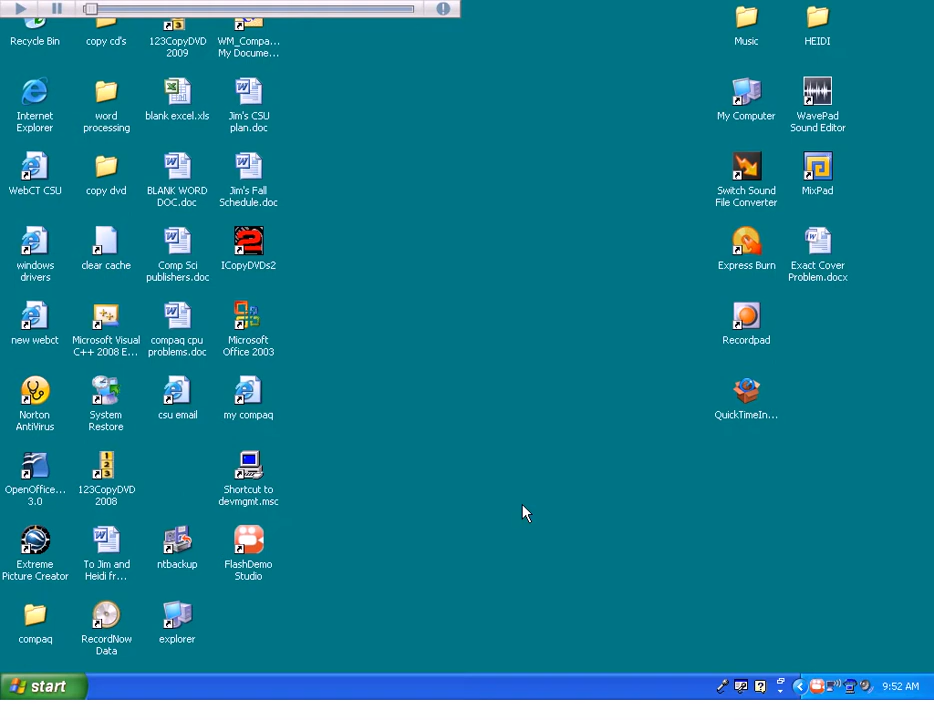 Recycle Bin
copy cd's
123CopyDVD
2009
WM_Compa...
My Docume...
Music
HEIDI
Internet
Explorer
word
processing
blank excel.xls
Jim's CSU
plan.doc
My Computer
WavePad
Sound Editor
WebCT CSU
copy dvd
BLANK WORD
DOC.doc
Jim's Fall
Schedule.doc
Switch Sound
File Converter
MixPad
windows
drivers
clear cache
Comp Sci
publishers.doc
ICopyDVDs2
Express Burn
Exact Cover
Problem.docx
new webct
Microsoft Visual
C++ 2008 E...
compaq cpu
problems.doc
Microsoft
Office 2003
Recordpad
Norton
AntiVirus
System
Restore
csu email
my compaq
QuickTimeIn...
OpenOffice...
3.0
123CopyDVD
2008
Shortcut to
devmgmt.msc
Extreme
Picture Creator
To Jim and
Heidi fr...
ntbackup
FlashDemo
Studio
compaq
RecordNow
Data
explorer
start
9:52 AM